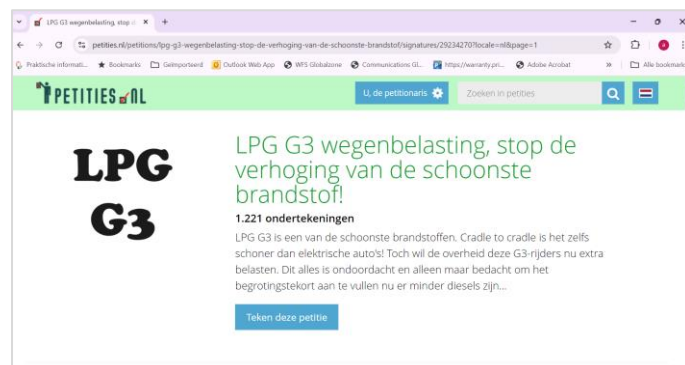 LPG G3 wegenbelasting, stop d
petities.nl/petitions/lpg-g3-wegenbelasting-stop-de-verhoging-van-de-schoonste-brandstof/signatures/29234270?locale=nl&page=1
Praktische informati... Bookmarks Geïmporteerd Outlook Web App WFS Globalzone Communications Gl... https://warranty.pri... Adobe Acrobat » Alle bookmarks
PETITIES NL U, de petitionaris Zoeken in petities
LPG
G3
LPG G3 wegenbelasting, stop de
verhoging van de schoonste
brandstof!
1.221 ondertekeningen
LPG G3 is een van de schoonste brandstoffen. Cradle to cradle is het zelfs
schoner dan elektrische auto's! Toch wil de overheid deze G3-rijders nu extra
belasten. Dit alles is ondoordacht en alleen maar bedacht om het
begrotingstekort aan te vullen nu er minder diesels zijn...
Teken deze petitie